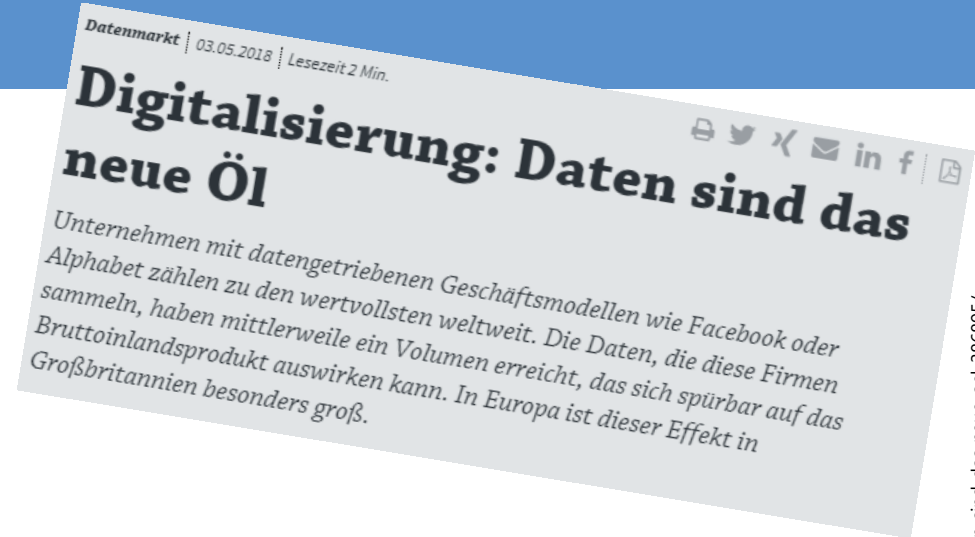 Datenmarkt | 03.05.2018 | Lesezeit 2 Min.
Digitalisierung: Daten sind das
neue Öl
Unternehmen mit datengetriebenen Geschäftsmodellen wie Facebook oder
Alphabet zählen zu den wertvollsten weltweit. Die Daten, die diese Firmen
sammeln, haben mittlerweile ein Volumen erreicht, das sich spürbar auf das
Bruttoinlandsprodukt auswirken kann. In Europa ist dieser Effekt in
Großbritannien besonders groß.